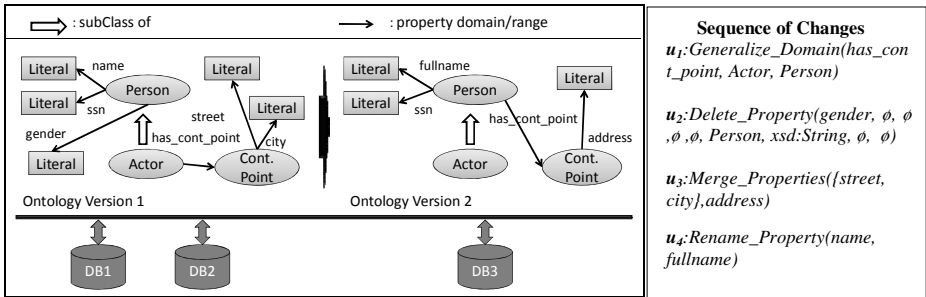 : subClass of
: property domain/range
Literal
name
Person
Literal
ssn
gender
Literal
Actor
has_cont_point
Literal
street
Literal
city
Cont.
Point
Ontology Version 1
Literal
fullname
Person
Literal
ssn
has_cont_point
Literal
address
Actor
Cont.
Point
Ontology Version 2
DB1
DB2
DB3
Sequence of Changes
u1:Generalize_Domain(has_con
t_point, Actor, Person)
u2:Delete_Property(gender, ϕ, ϕ
,ϕ ,ϕ, Person, xsd:String, ϕ, ϕ)
u3:Merge_Properties({street,
city},address)
u4:Rename_Property(name,
fullname)